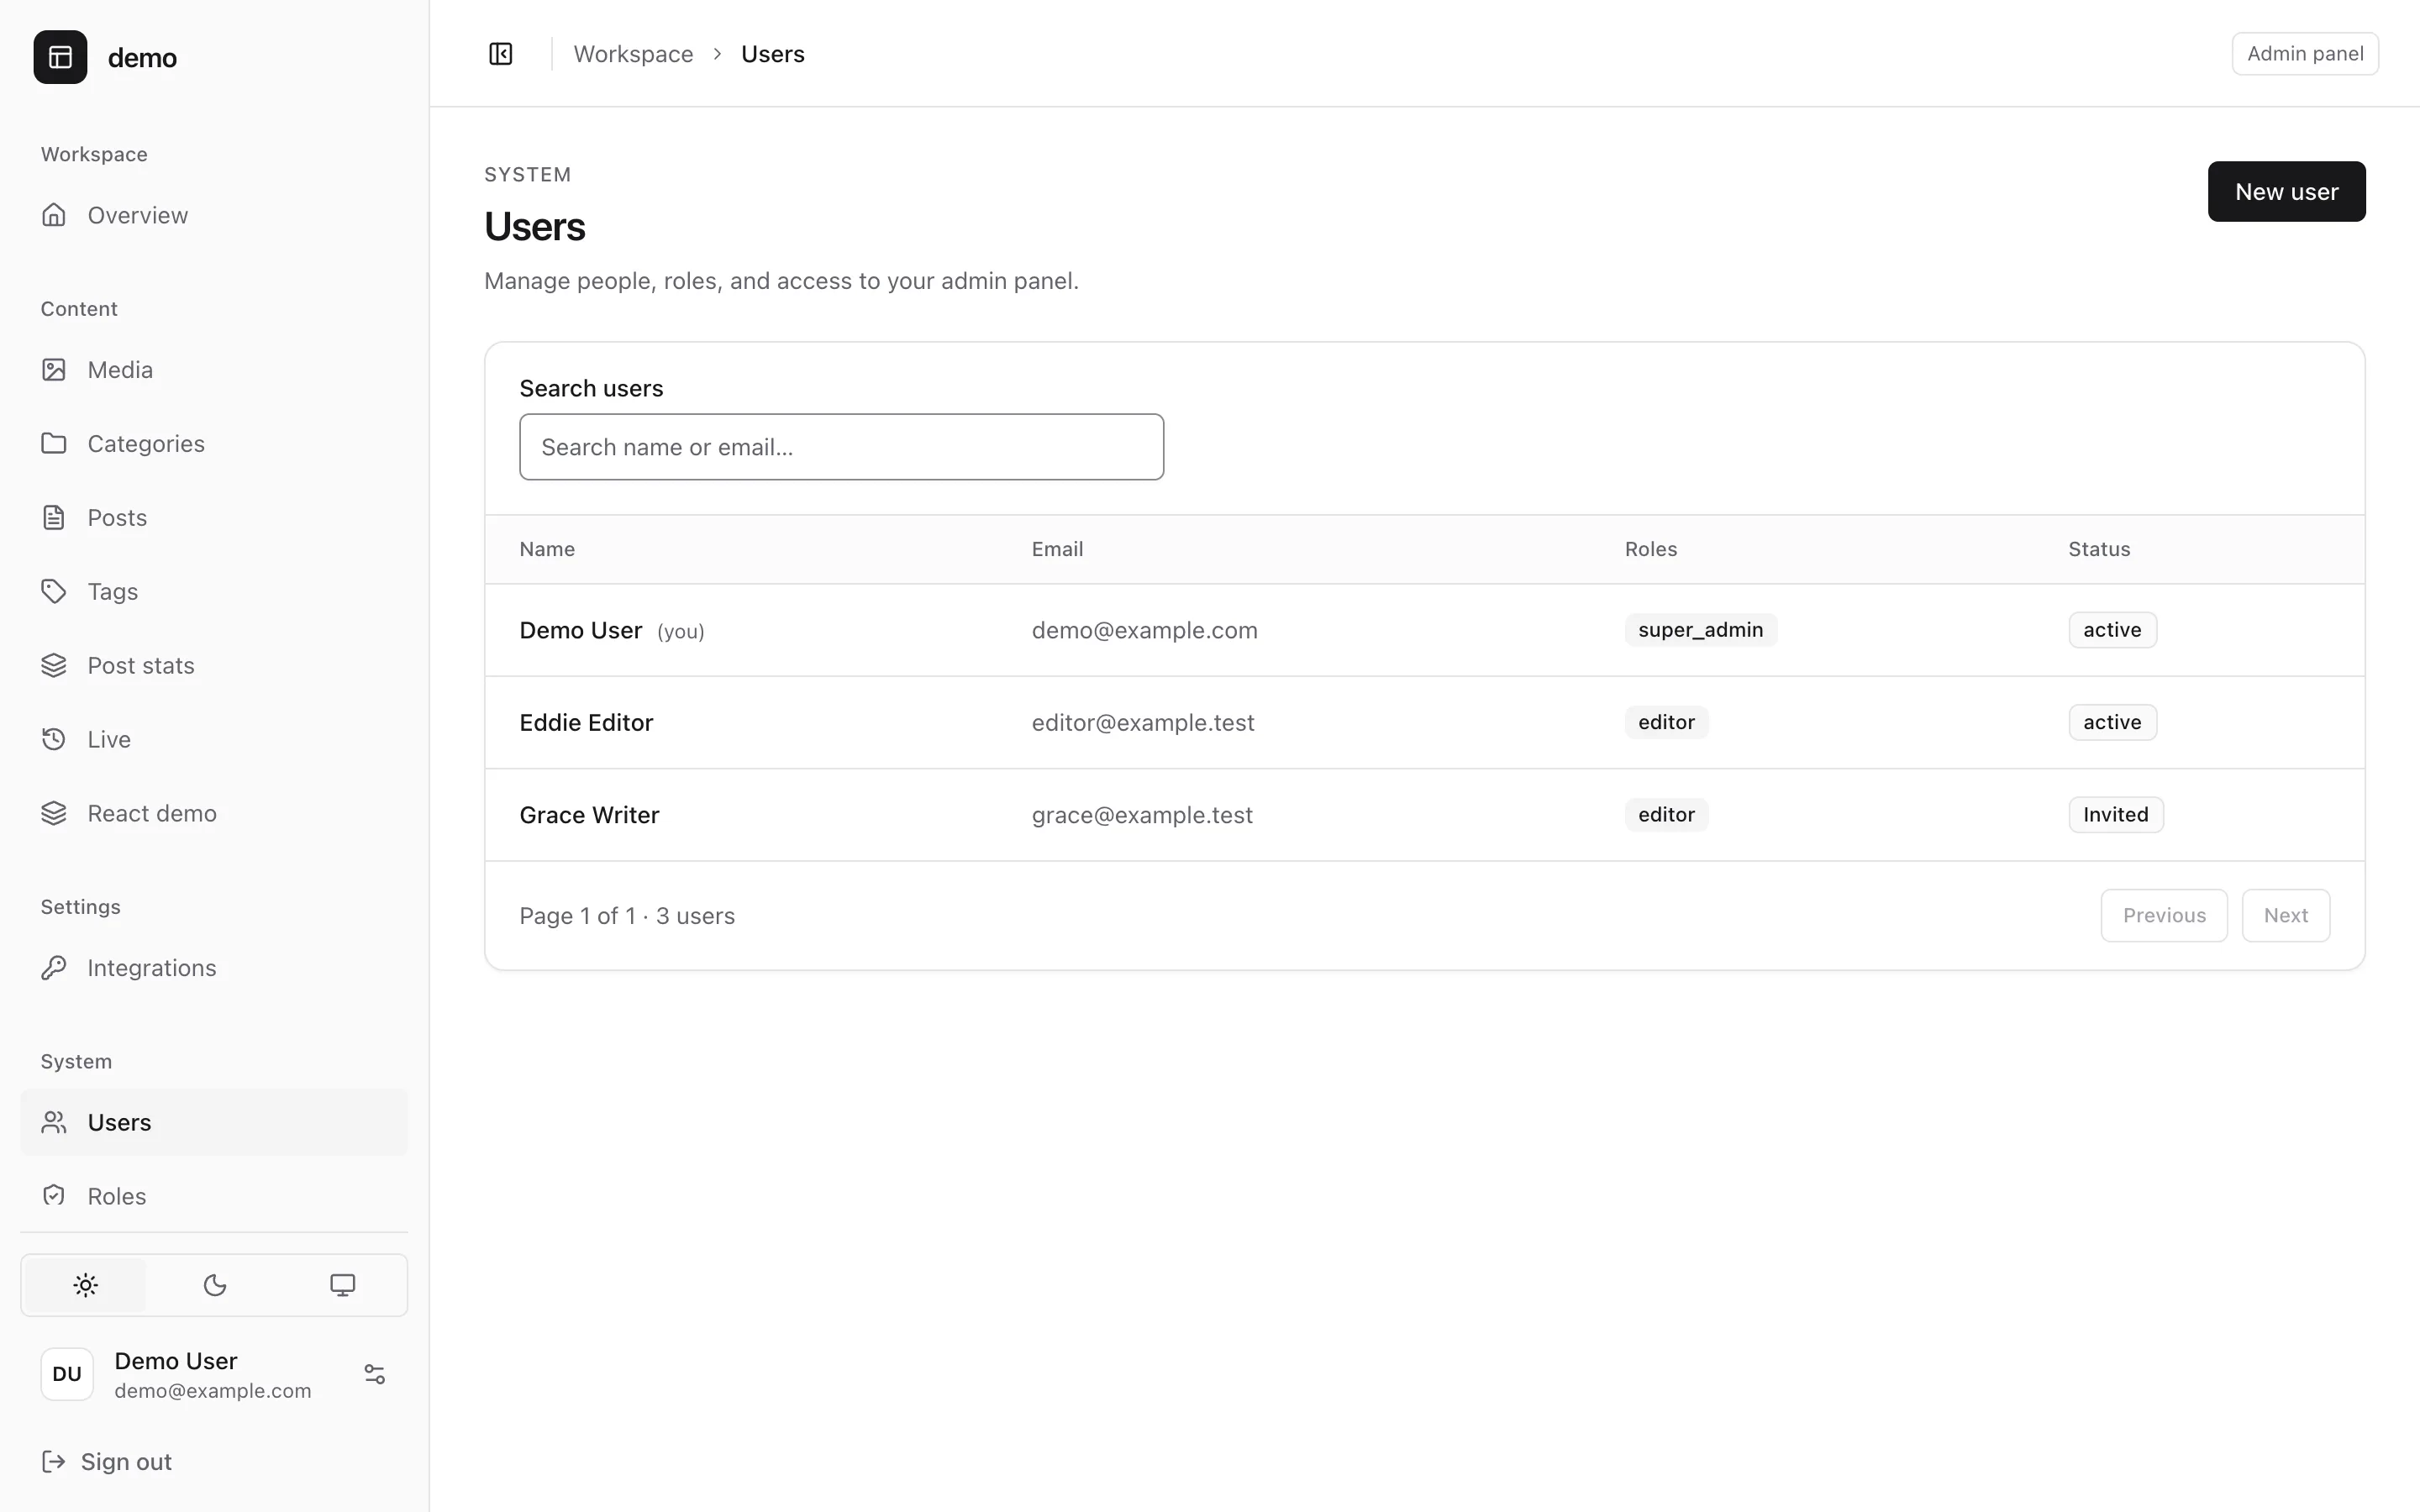 demo
Workspace
Overview
Content
Media
Categories
Posts
Tags
Post stats
Live
React demo
Settings
Integrations
System
Users
Roles
DU
Demo User
demo@example.com
Sign out
Workspace > Users
Admin panel
SYSTEM
Users
New user
Manage people, roles, and access to your admin panel.
Search users
Search name or email...
Name Email Roles Status
Demo User (you) demo@example.com super_admin active
Eddie Editor editor@example.test editor active
Grace Writer grace@example.test editor Invited
Page 1 of 1 · 3 users
Previous Next